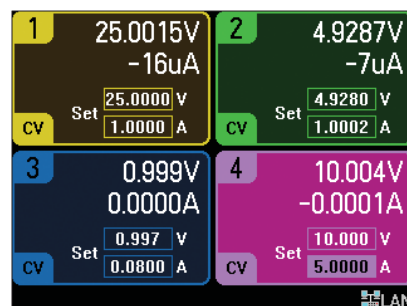 1 25.0015V
-16uA
Set 25.0000 V
1.0000 A
CV
2 4.9287V
-7uA
Set 4.9280 V
1.0002 A
CV
3 0.999V
0.0000A
Set 0.997 V
0.0800 A
CV
4 10.004V
-0.0001A
Set 10.000 V
5.0000 A
CV
LAN